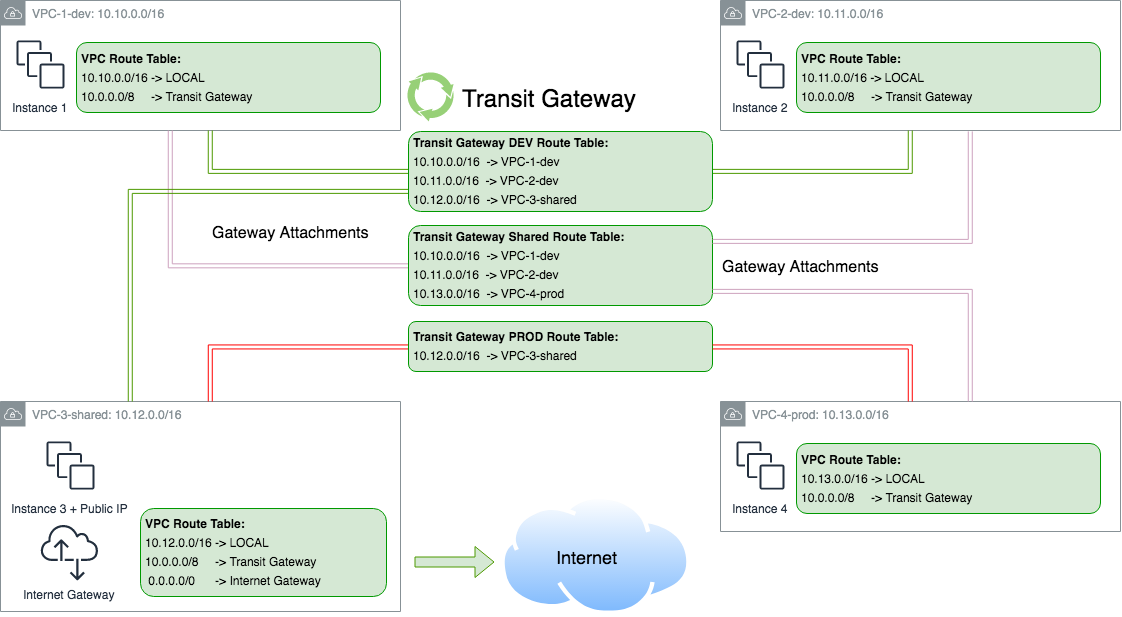 VPC-1-dev: 10.10.0.0/16
VPC Route Table:
10.10.0.0/16 -> LOCAL
10.0.0.0/8 -> Transit Gateway
Instance 1
VPC-2-dev: 10.11.0.0/16
VPC Route Table:
10.11.0.0/16 -> LOCAL
10.0.0.0/8 -> Transit Gateway
Instance 2
Transit Gateway
Transit Gateway DEV Route Table:
10.10.0.0/16 -> VPC-1-dev
10.11.0.0/16 -> VPC-2-dev
10.12.0.0/16 -> VPC-3-shared
Gateway Attachments
Transit Gateway Shared Route Table:
10.10.0.0/16 -> VPC-1-dev
10.11.0.0/16 -> VPC-2-dev
10.13.0.0/16 -> VPC-4-prod
Gateway Attachments
Transit Gateway PROD Route Table:
10.12.0.0/16 -> VPC-3-shared
VPC-3-shared: 10.12.0.0/16
Instance 3 + Public IP
VPC Route Table:
10.12.0.0/16 -> LOCAL
10.0.0.0/8 -> Transit Gateway
0.0.0.0/0 -> Internet Gateway
Internet Gateway
Internet
VPC-4-prod: 10.13.0.0/16
VPC Route Table:
10.13.0.0/16 -> LOCAL
10.0.0.0/8 -> Transit Gateway
Instance 4